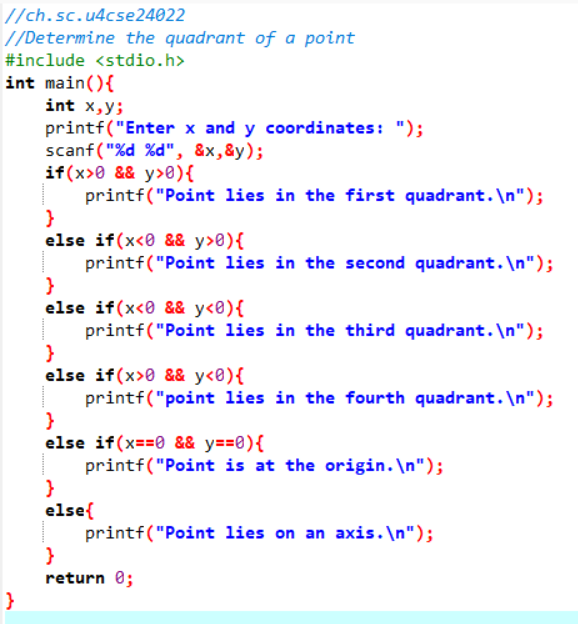 //ch.sc.u4cse24022
//Determine the quadrant of a point
#include <stdio.h>
int main(){
    int x,y;
    printf("Enter x and y coordinates: ");
    scanf("%d %d", &x,&y);
    if(x>0 && y>0){
        printf("Point lies in the first quadrant.\n");
    }
    else if(x<0 && y>0){
        printf("Point lies in the second quadrant.\n");
    }
    else if(x<0 && y<0){
        printf("Point lies in the third quadrant.\n");
    }
    else if(x>0 && y<0){
        printf("point lies in the fourth quadrant.\n");
    }
    else if(x==0 && y==0){
        printf("Point is at the origin.\n");
    }
    else{
        printf("Point lies on an axis.\n");
    }
    return 0;
}